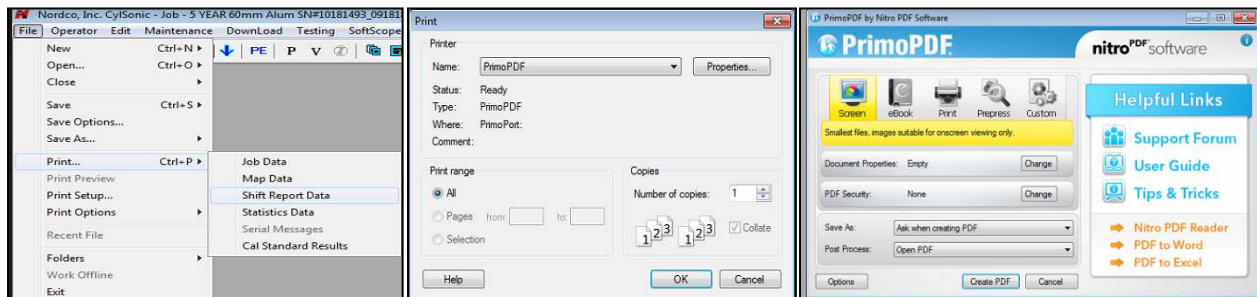 Nordco, Inc. CylSonic - Job - 5 YEAR 60mm Alum SN#10181493_09181
File Operator Edit Maintenance DownLoad Testing SoftScope
PE P V
New Ctrl+N
Open... Ctrl+O
Close
Save Ctrl+S
Save Options...
Save As...
Print... Ctrl+P
Print Preview
Print Setup...
Print Options
Recent File
Folders
Work Offline
Exit
Job Data
Map Data
Shift Report Data
Statistics Data
Serial Messages
Cal Standard Results
Print
Printer
Name: PrimoPDF Properties...
Status: Ready
Type: PrimoPDF
Where: PrimoPort:
Comment:
Print range
All
Pages from: to:
Selection
Copies
Number of copies: 1
1 2 3 1 2 3 Collate
Help OK Cancel
PrimoPDF by Nitro PDF Software
PrimoPDF
nitroPDF software
Screen eBook Print Prepress Custom
Smallest files, images suitable for onscreen viewing only.
Document Properties: Empty Change
PDF Security: None Change
Save As: Ask when creating PDF
Post Process: Open PDF
Options Create PDF Cancel
Helpful Links
Support Forum
User Guide
Tips & Tricks
Nitro PDF Reader
PDF to Word
PDF to Excel